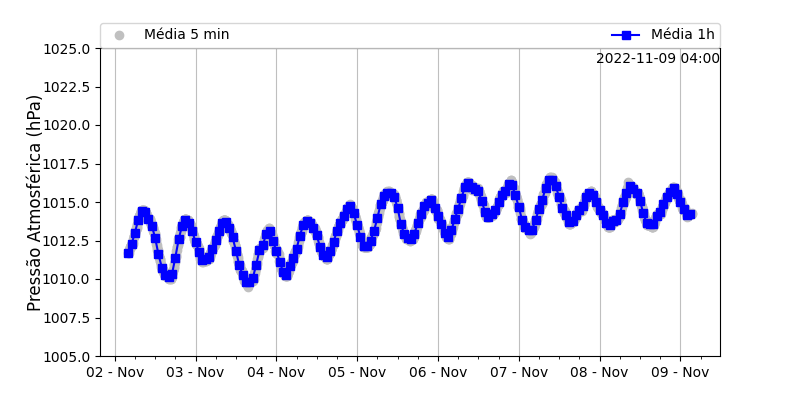 Média 5 min
Média 1h
2022-11-09 04:00
Pressão Atmosférica (hPa)
1025.0
1022.5
1020.0
1017.5
1015.0
1012.5
1010.0
1007.5
1005.0
02 - Nov
03 - Nov
04 - Nov
05 - Nov
06 - Nov
07 - Nov
08 - Nov
09 - Nov